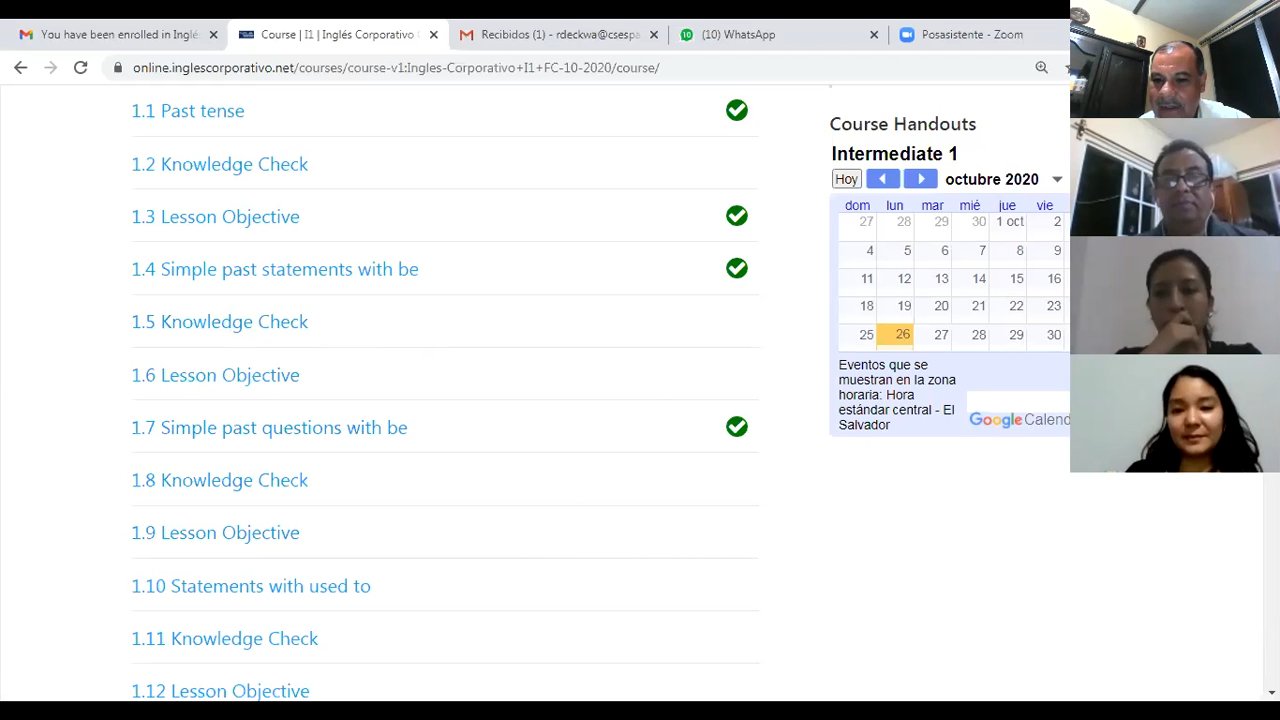 You have been enrolled in Inglé
Course | I1 | Inglés Corporativo
Recibidos (1) - rdeckwa@csespa
10
(10) WhatsApp
Posasistente - Zoom
online.inglescorporativo.net/courses/course-v1:Ingles-Corporativo+I1+FC-10-2020/course/
1.1 Past tense
1.2 Knowledge Check
1.3 Lesson Objective
1.4 Simple past statements with be
1.5 Knowledge Check
1.6 Lesson Objective
1.7 Simple past questions with be
1.8 Knowledge Check
1.9 Lesson Objective
1.10 Statements with used to
1.11 Knowledge Check
1.12 Lesson Objective
Course Handouts
Intermediate 1
Hoy
octubre 2020
dom lun mar mié jue vie
27 28 29 30 1 oct 2
4 5 6 7 8 9
11 12 13 14 15 16
18 19 20 21 22 23
25 26 27 28 29 30
Eventos que se
muestran en la zona
horaria: Hora
estándar central - El
Salvador
Google Calend